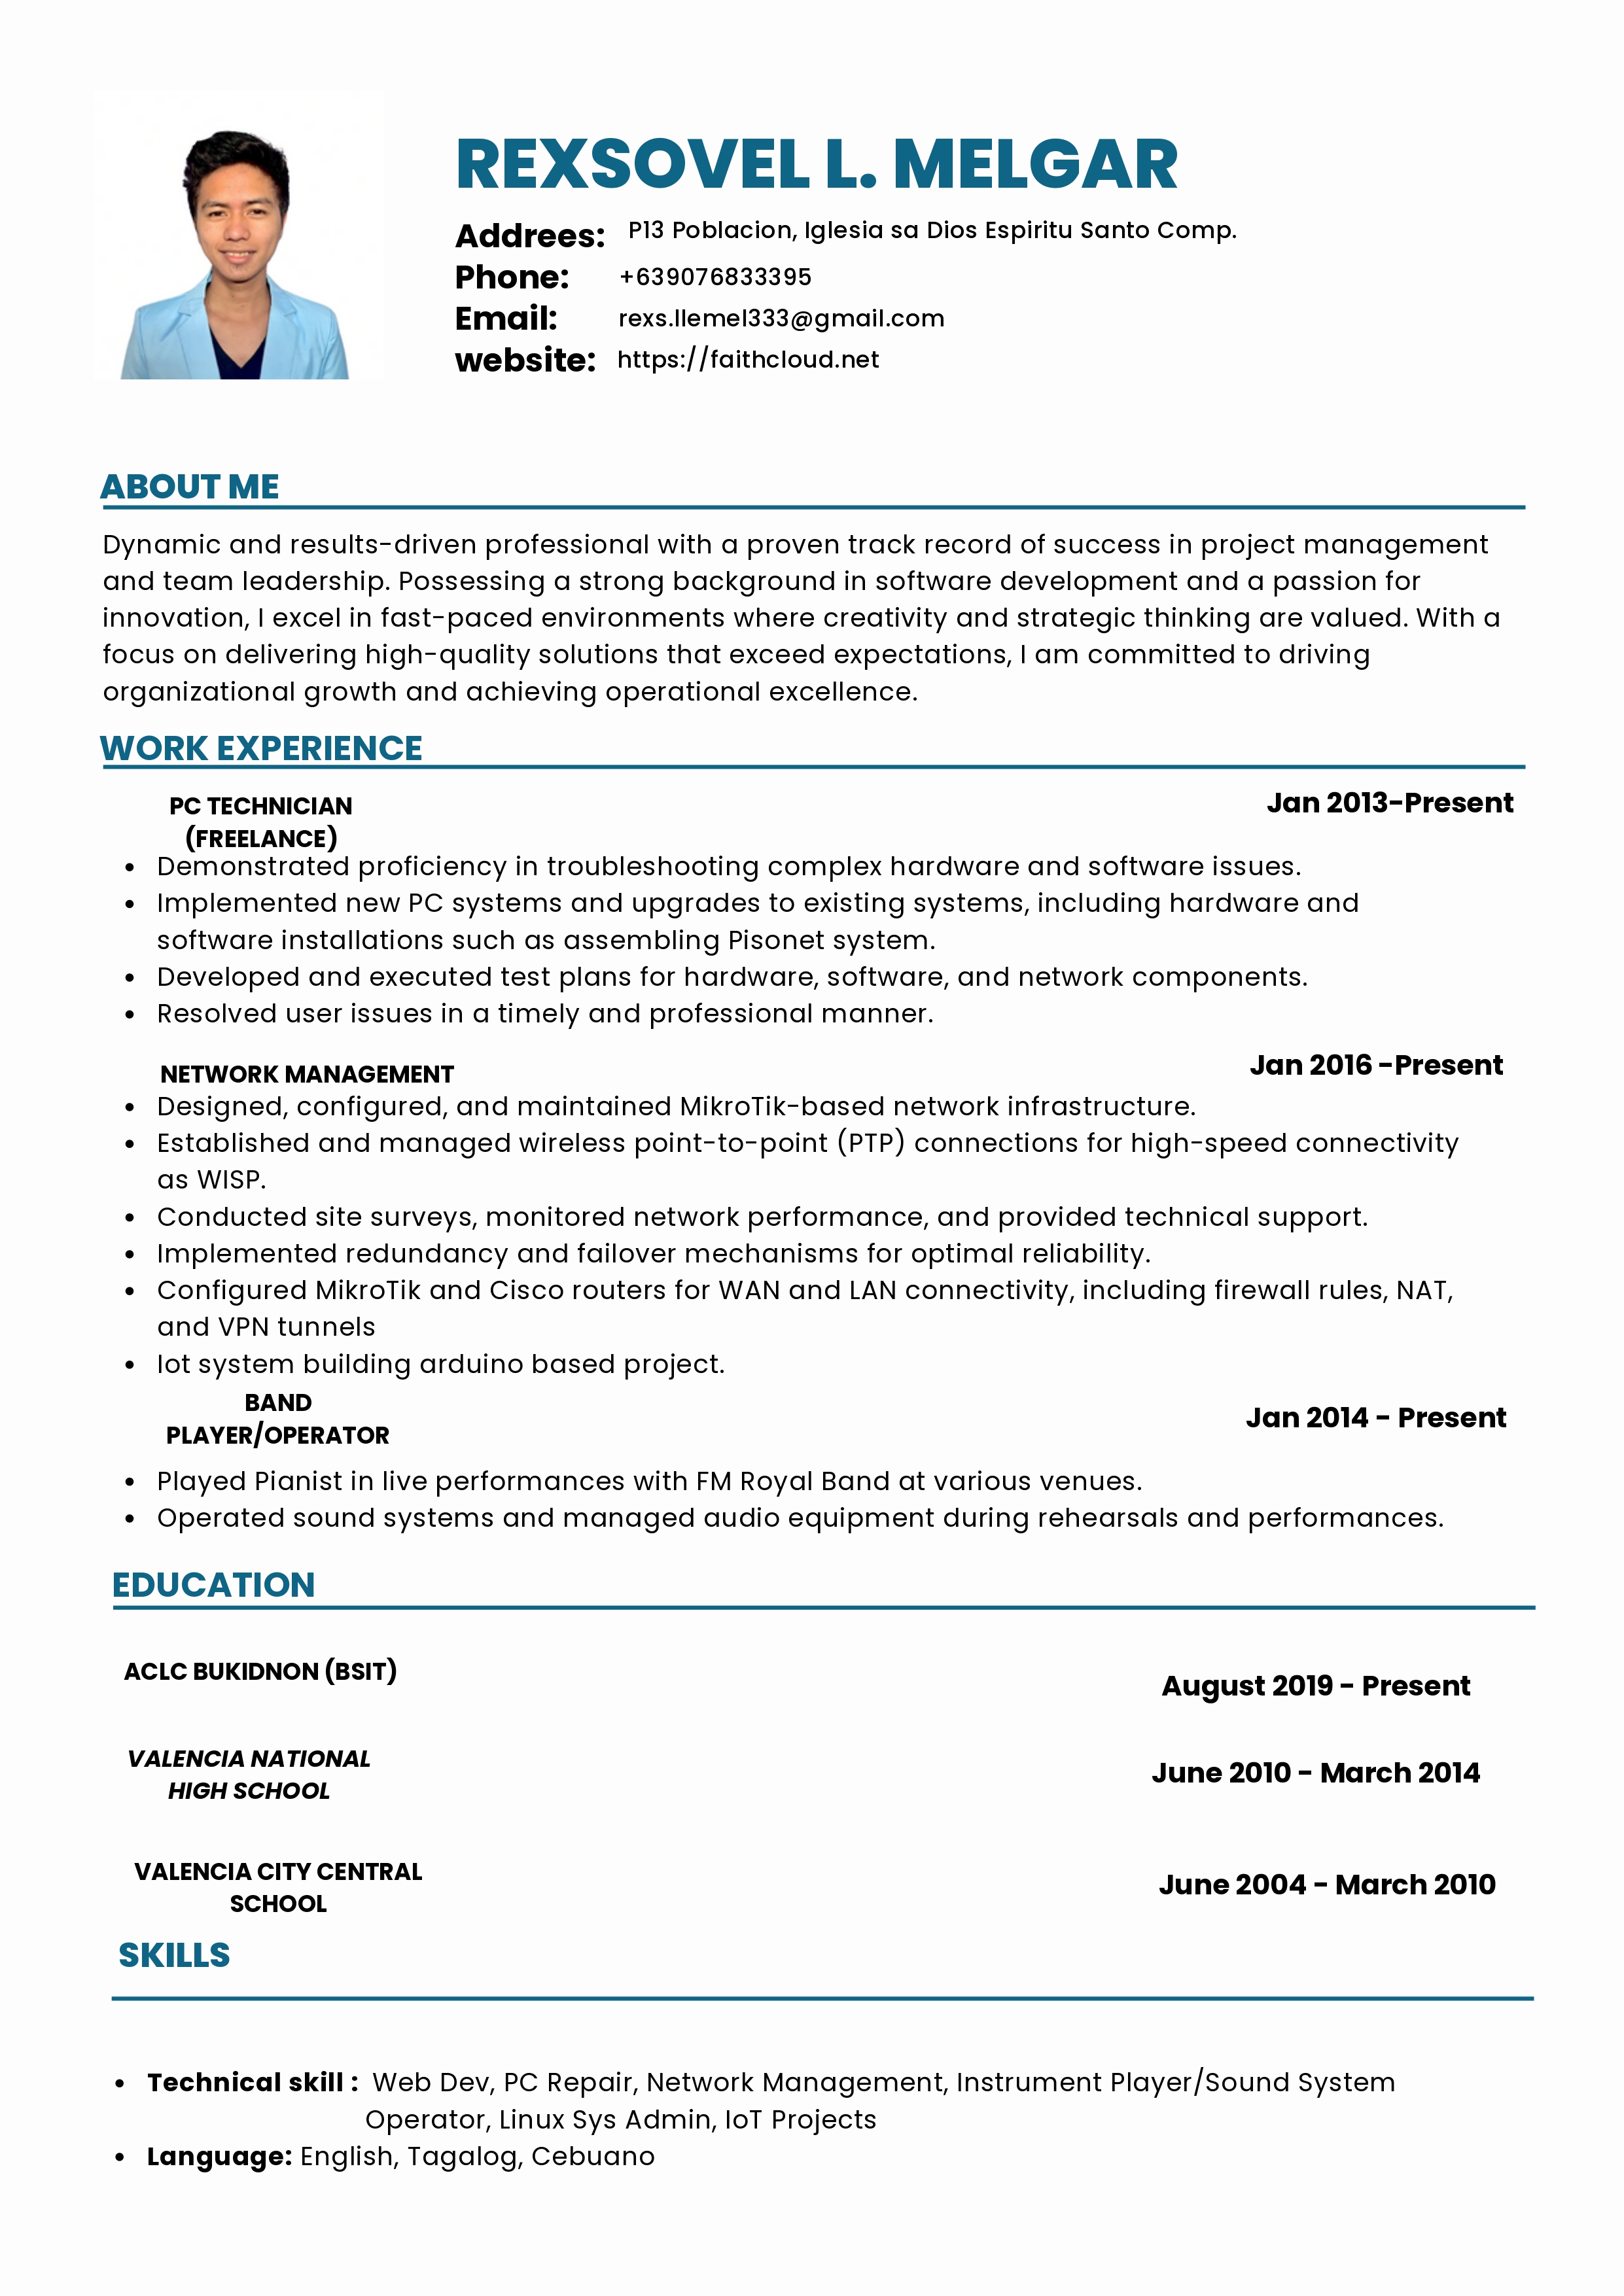 REXSOVEL L. MELGAR
Addrees: P13 Poblacion, Iglesia sa Dios Espiritu Santo Comp.
Phone: +639076833395
Email: rexs.llemel333@gmail.com
website: https://faithcloud.net
ABOUT ME
Dynamic and results-driven professional with a proven track record of success in project management
and team leadership. Possessing a strong background in software development and a passion for
innovation, I excel in fast-paced environments where creativity and strategic thinking are valued. With a
focus on delivering high-quality solutions that exceed expectations, I am committed to driving
organizational growth and achieving operational excellence.
WORK EXPERIENCE
PC TECHNICIAN
(FREELANCE)
Jan 2013-Present
• Demonstrated proficiency in troubleshooting complex hardware and software issues.
• Implemented new PC systems and upgrades to existing systems, including hardware and
software installations such as assembling Pisonet system.
• Developed and executed test plans for hardware, software, and network components.
• Resolved user issues in a timely and professional manner.
NETWORK MANAGEMENT
Jan 2016 -Present
• Designed, configured, and maintained MikroTik-based network infrastructure.
• Established and managed wireless point-to-point (PTP) connections for high-speed connectivity
as WISP.
• Conducted site surveys, monitored network performance, and provided technical support.
• Implemented redundancy and failover mechanisms for optimal reliability.
• Configured MikroTik and Cisco routers for WAN and LAN connectivity, including firewall rules, NAT,
and VPN tunnels
• Iot system building arduino based project.
BAND
PLAYER/OPERATOR
Jan 2014 - Present
• Played Pianist in live performances with FM Royal Band at various venues.
• Operated sound systems and managed audio equipment during rehearsals and performances.
EDUCATION
ACLC BUKIDNON (BSIT)
August 2019 - Present
VALENCIA NATIONAL
HIGH SCHOOL
June 2010 - March 2014
VALENCIA CITY CENTRAL
SCHOOL
June 2004 - March 2010
SKILLS
• Technical skill : Web Dev, PC Repair, Network Management, Instrument Player/Sound System
Operator, Linux Sys Admin, IoT Projects
• Language: English, Tagalog, Cebuano